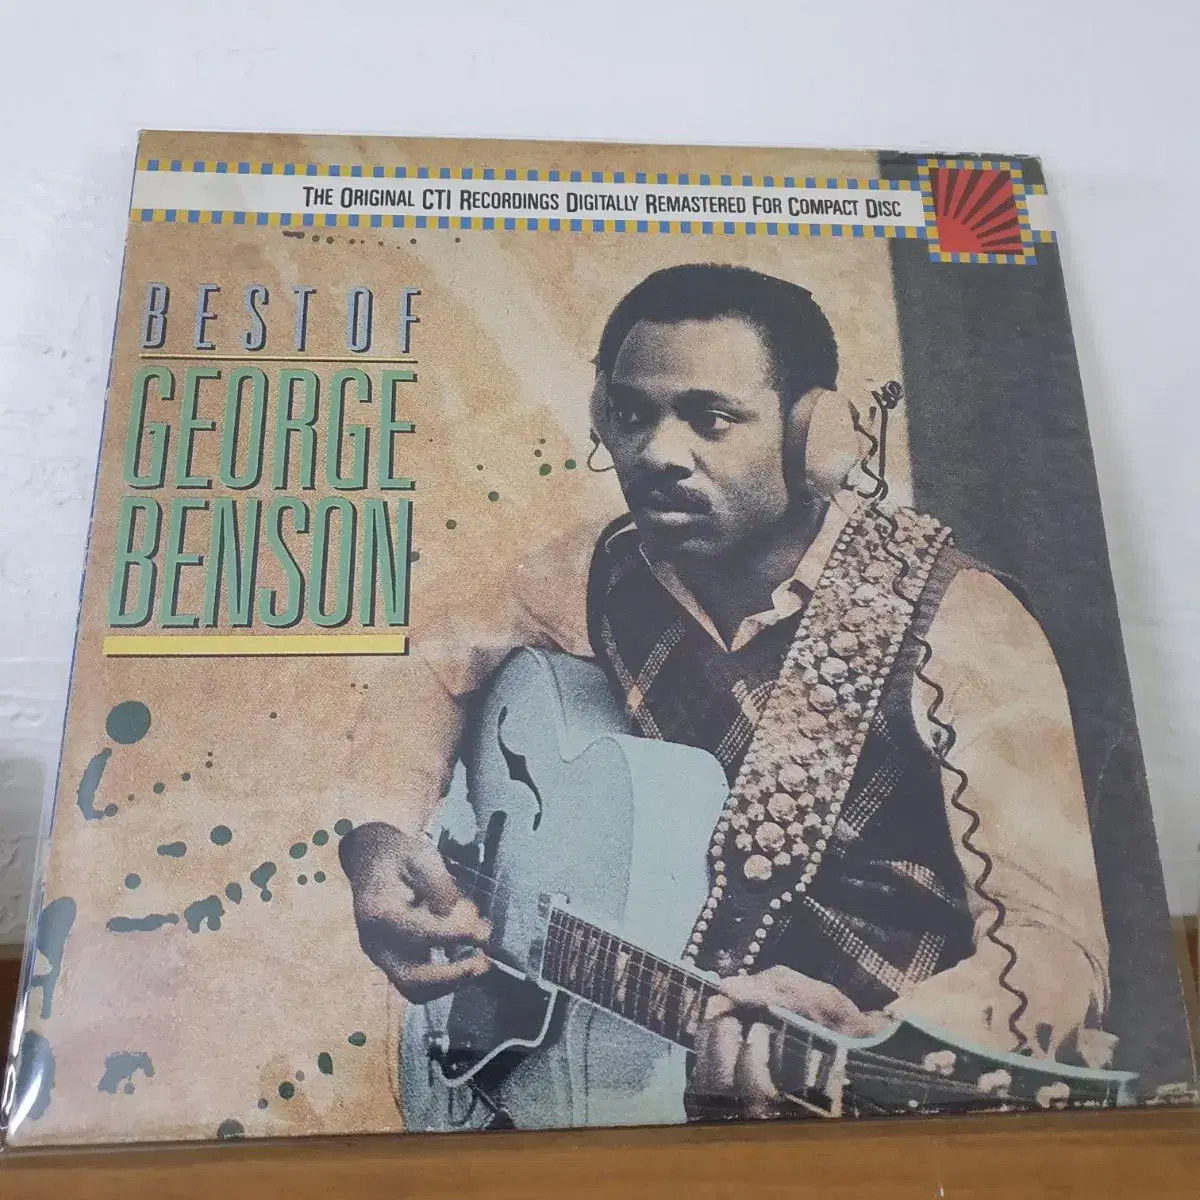 THE ORIGINAL CTI RECORDINGS DIGITALLY REMASTERED FOR COMPACT DISC
BEST OF
GEORGE
BENSON